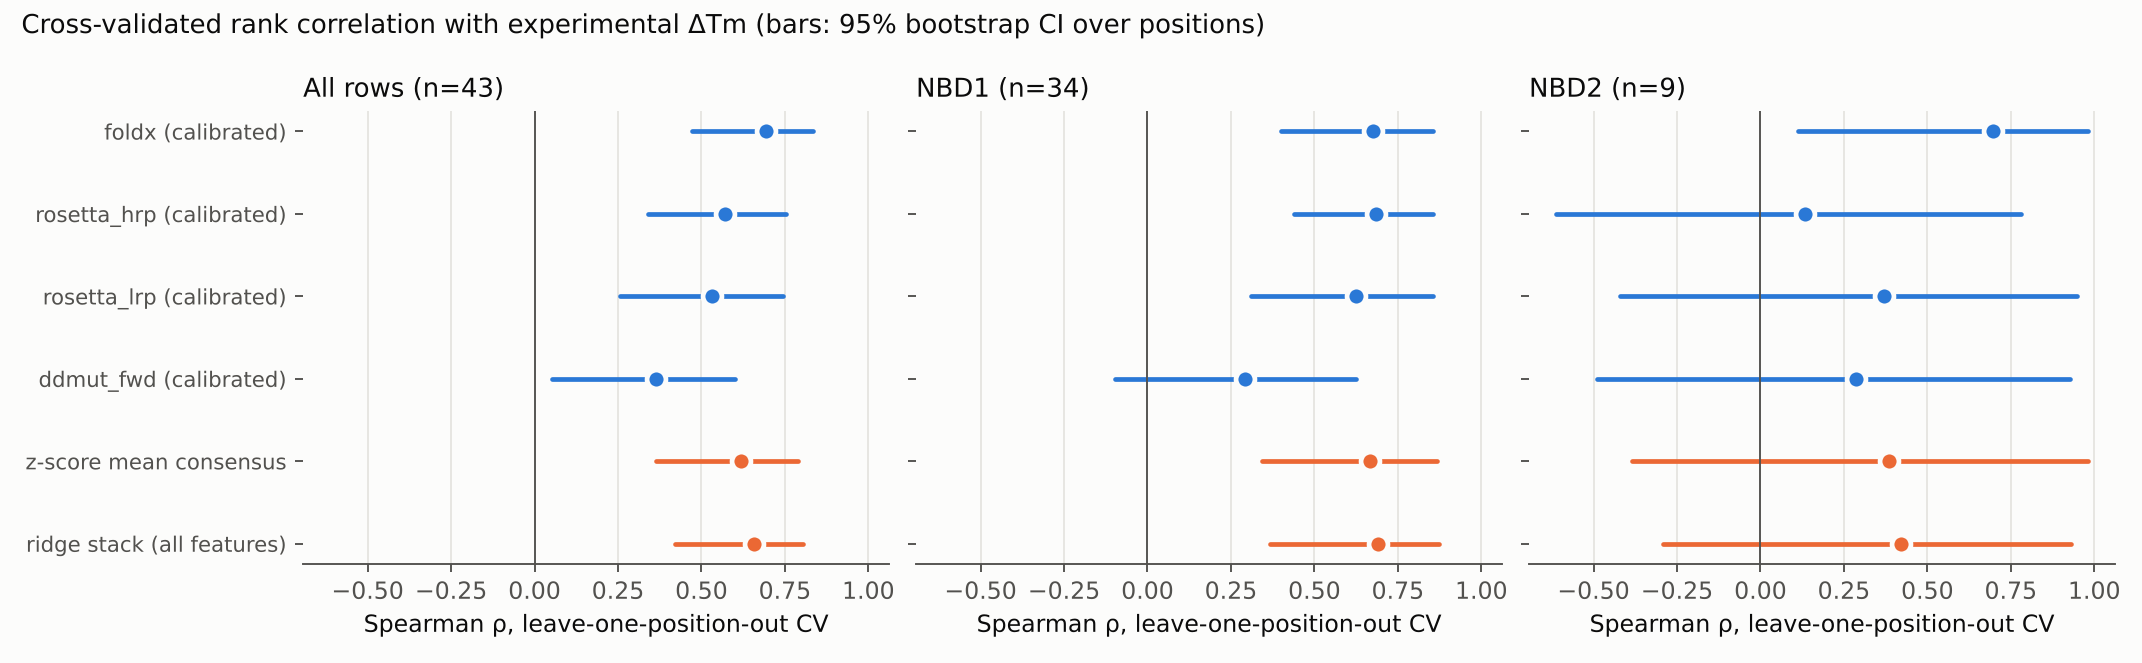 Cross-validated rank correlation with experimental ΔTm (bars: 95% bootstrap CI over positions)
All rows (n=43)
NBD1 (n=34)
NBD2 (n=9)
foldx (calibrated)
rosetta_hrp (calibrated)
rosetta_lrp (calibrated)
ddmut_fwd (calibrated)
z-score mean consensus
ridge stack (all features)
−0.50 −0.25 0.00 0.25 0.50 0.75 1.00
−0.50 −0.25 0.00 0.25 0.50 0.75 1.00
−0.50 −0.25 0.00 0.25 0.50 0.75 1.00
Spearman ρ, leave-one-position-out CV
Spearman ρ, leave-one-position-out CV
Spearman ρ, leave-one-position-out CV